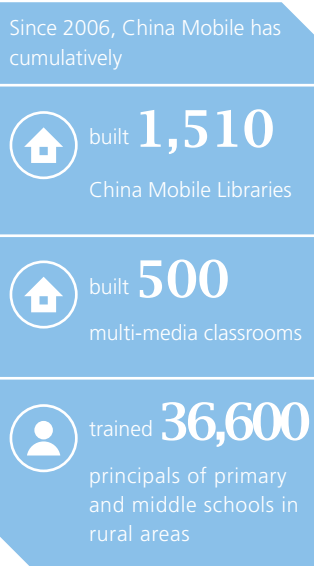 Since 2006, China Mobile has
cumulatively
built 1,510
China Mobile Libraries
built 500
multi-media classrooms
trained 36,600
principals of primary
and middle schools in
rural areas